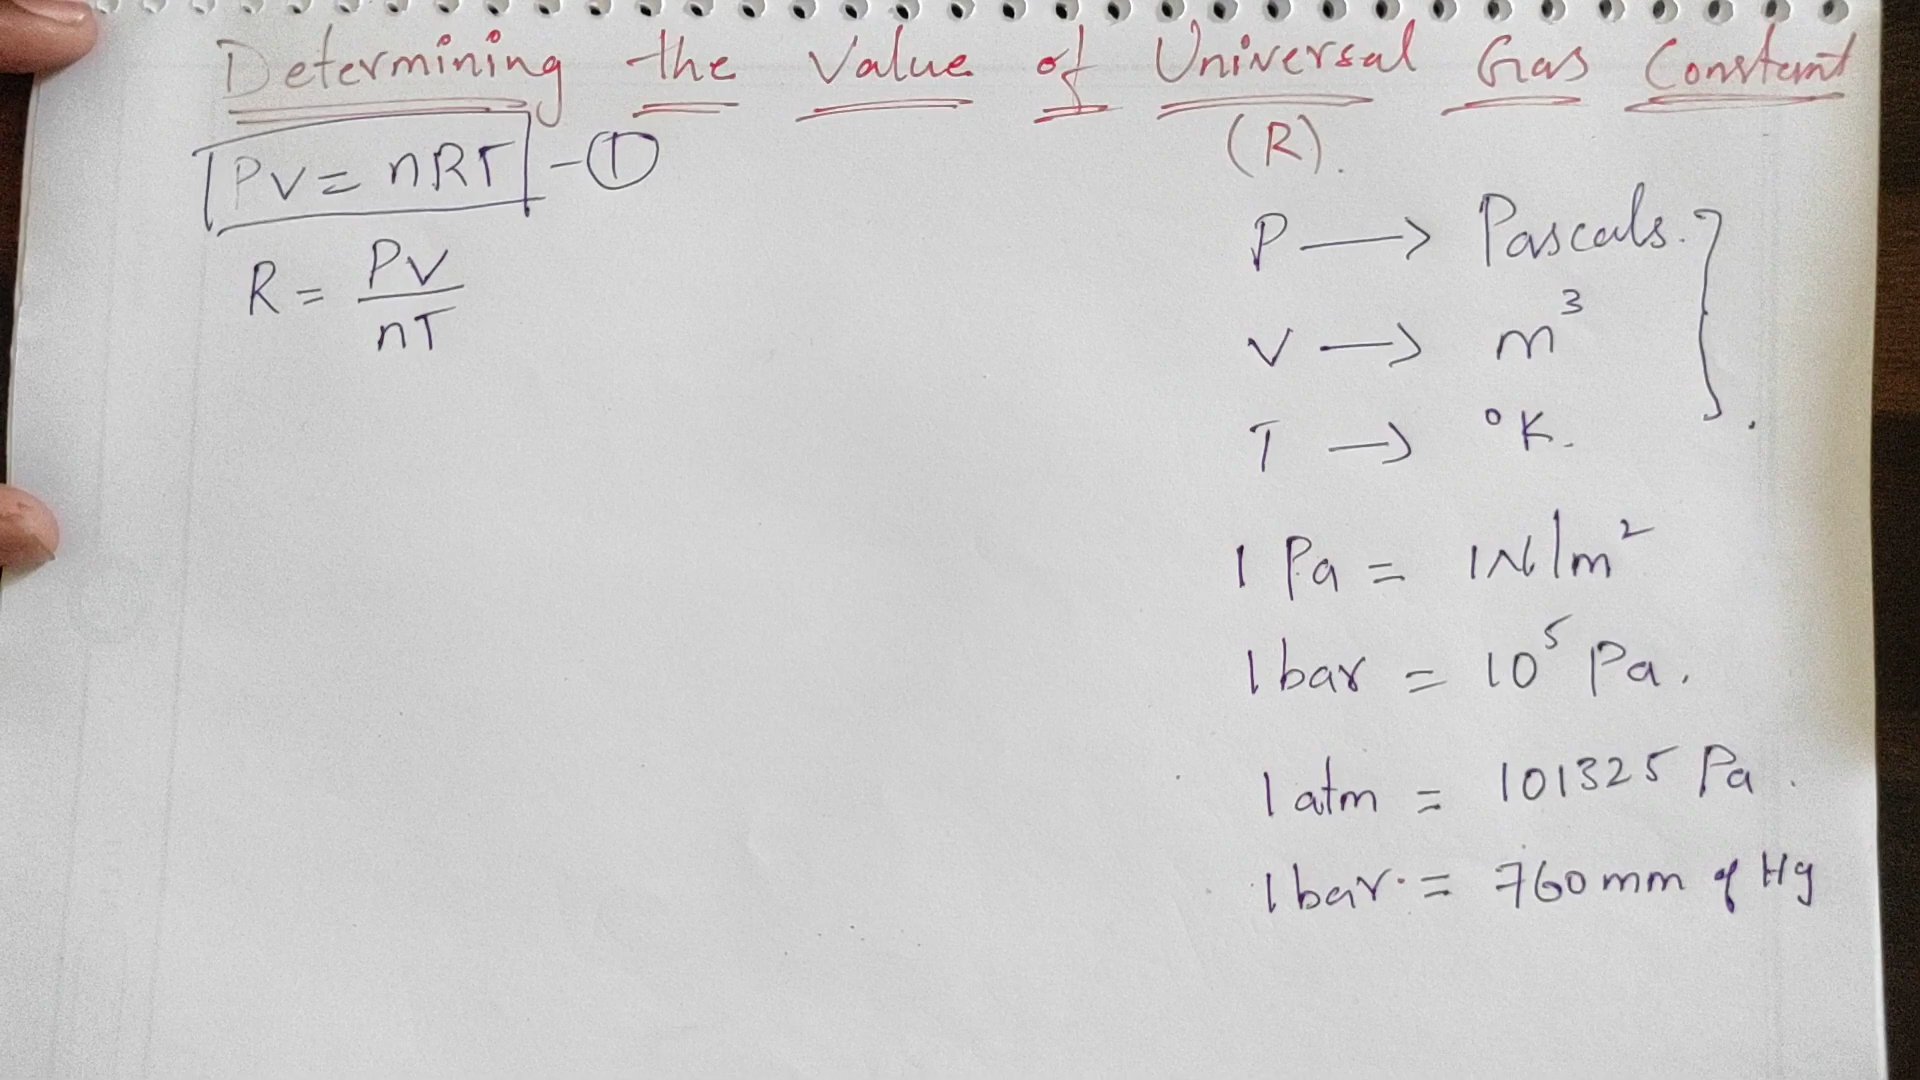 Determining the Value of Universal Gas Constant
(R).
PV = nRT - ①
R = PV
nT
P → Pascals.
V → m³
T → °K.
1 Pa = 1N/m²
1 bar = 10⁵ Pa.
1 atm = 101325 Pa.
1 bar. = 760 mm of Hg